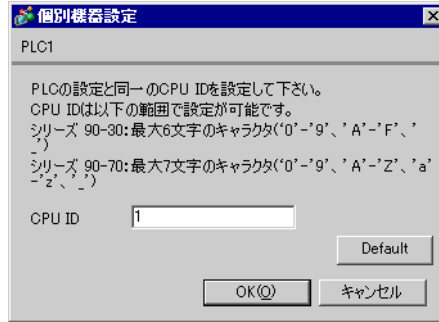 個別機器設定
PLC1
PLCの設定と同一のCPU IDを設定して下さい。
CPU IDは以下の範囲で設定が可能です。
シリーズ 90-30:最大6文字のキャラクタ('0'-'9'、'A'-'F'、'
_')
シリーズ 90-70:最大7文字のキャラクタ('0'-'9'、'A'-'Z'、'a'
-'z'、'_')
CPU ID 1
Default
OK(O) キャンセル